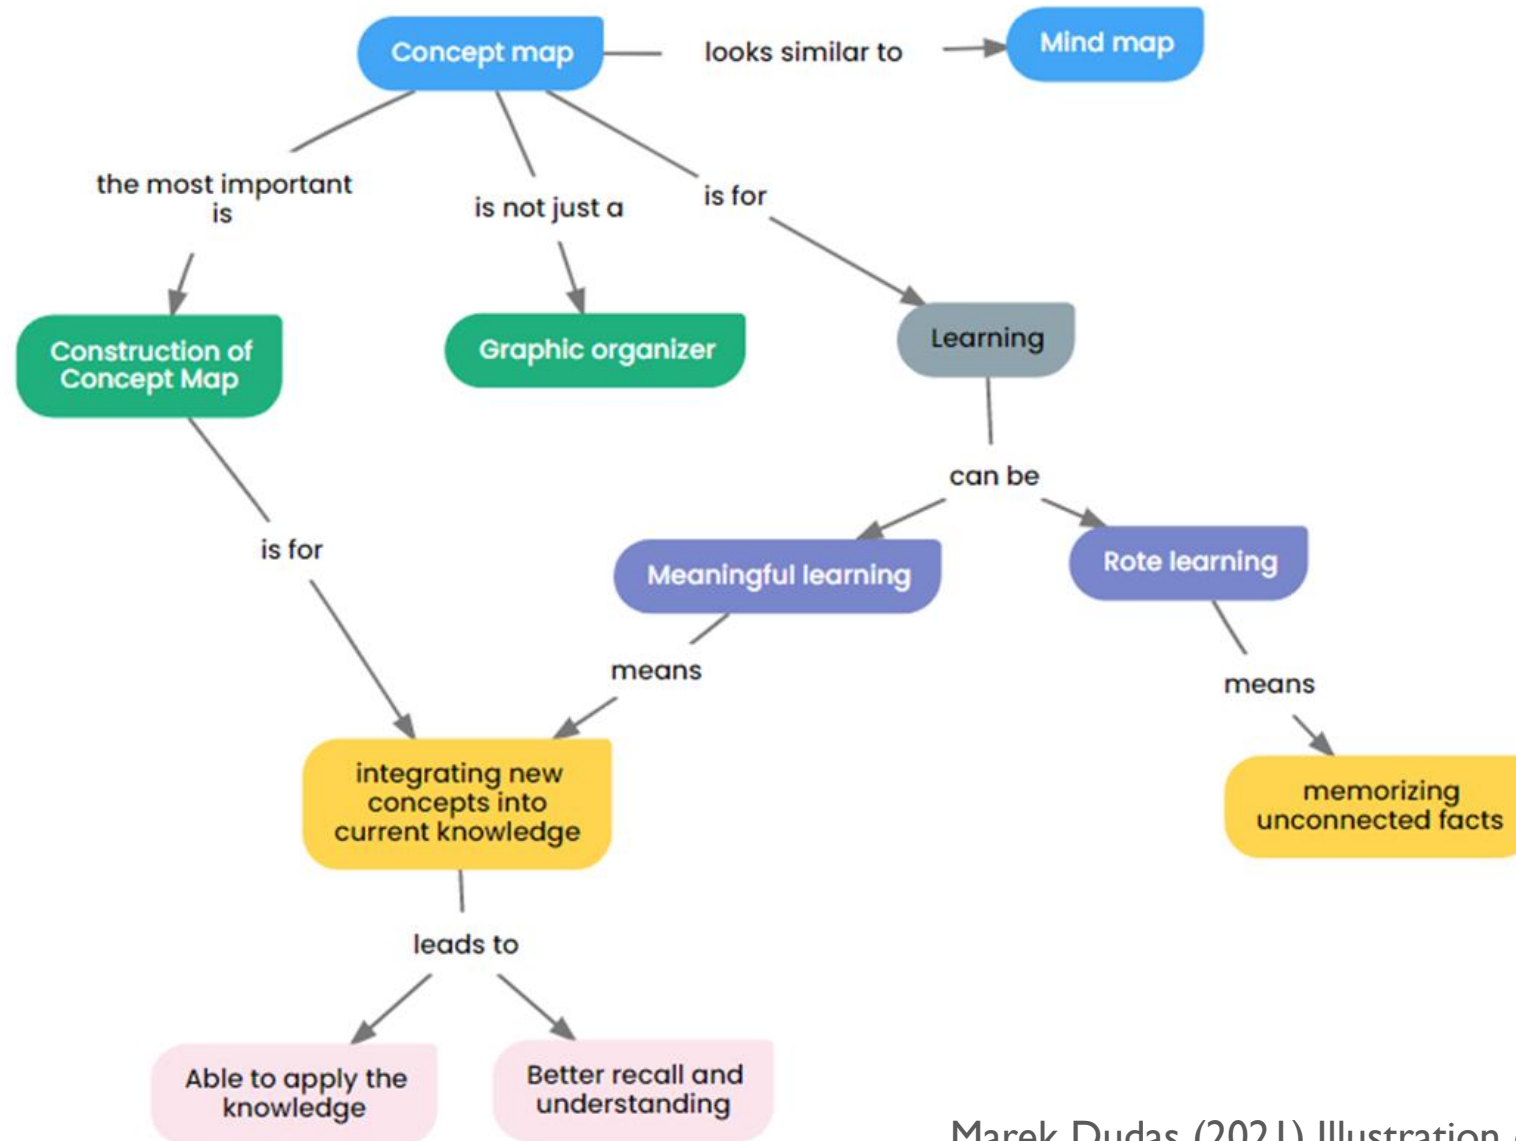 Concept map
looks similar to
Mind map
the most important
is
is not just a
is for
Construction of
Concept Map
Graphic organizer
Learning
can be
is for
Meaningful learning
Rote learning
means
means
integrating new
concepts into
current knowledge
memorizing
unconnected facts
leads to
Able to apply the
knowledge
Better recall and
understanding
Marek Dudas (2021) Illustration